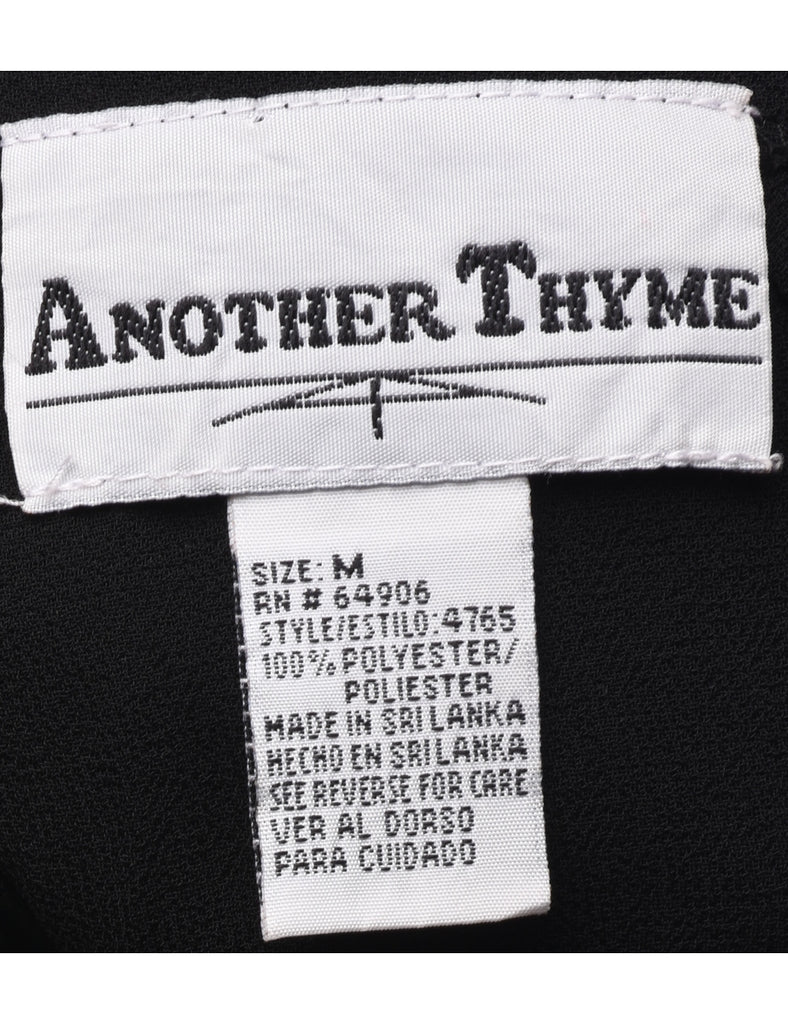 ANOTHER THYME
SIZE: M
RN # 64906
STYLE/ESTILO: 4765
100% POLYESTER/
POLIESTER
MADE IN SRI LANKA
HECHO EN SRI LANKA
SEE REVERSE FOR CARE
VER AL DORSO
PARA CUIDADO